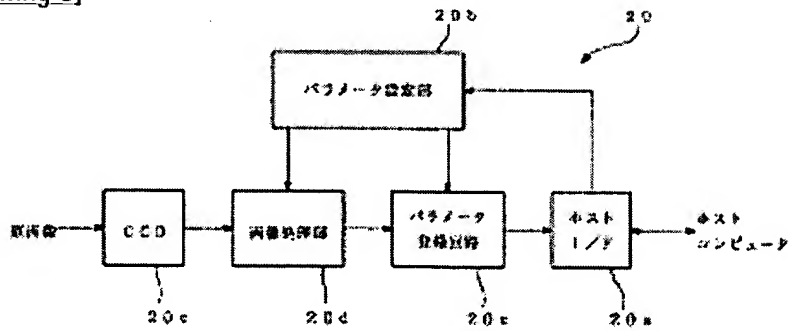 20b
20
パラメータ設定部
原画像
CCD
画像処理部
パラメータ
登録回路
ホスト
I/F
ホスト
コンピュータ
20c
20d
20e
20a